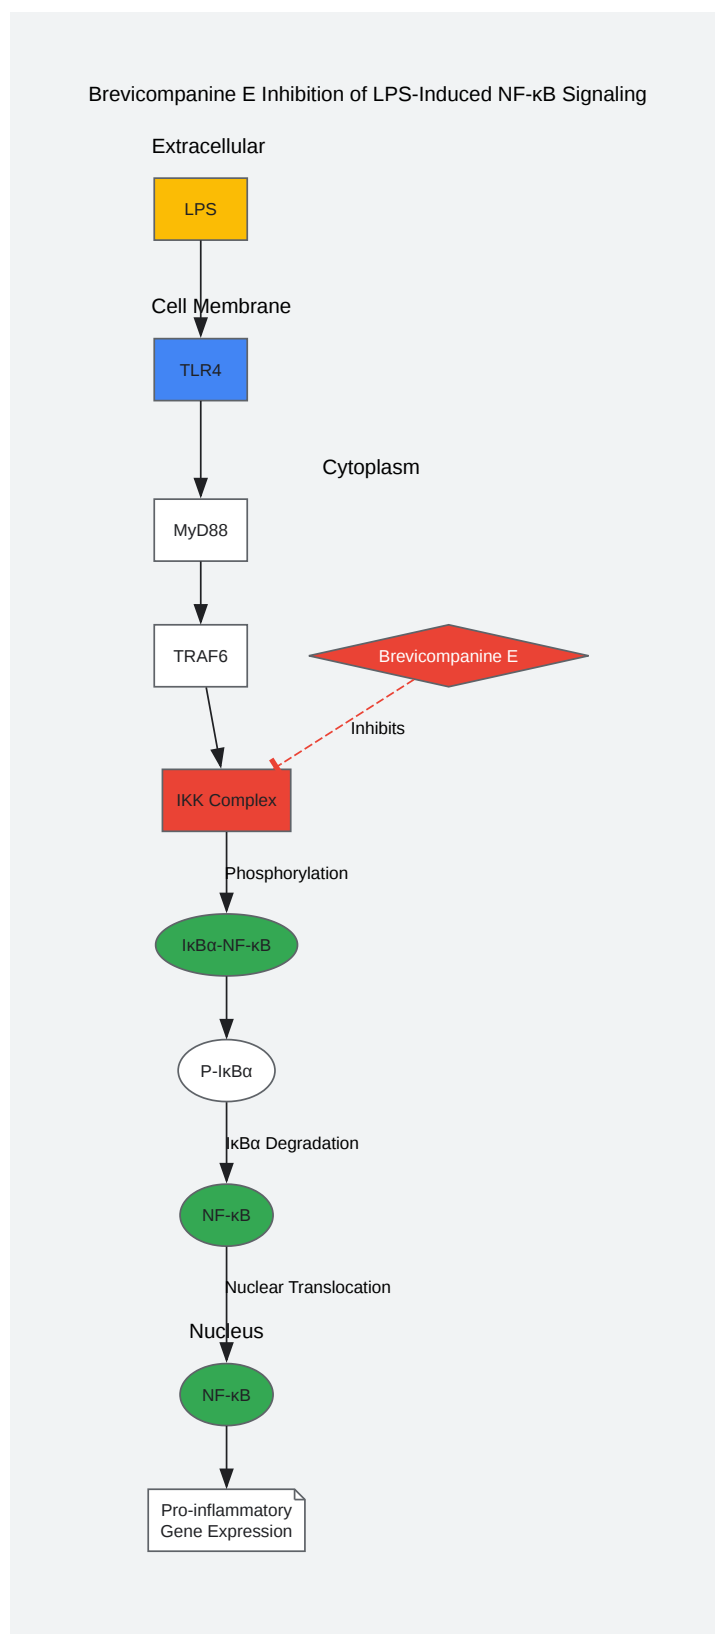 Brevicompanine E Inhibition of LPS-Induced NF-κB Signaling
Extracellular
LPS
Cell Membrane
TLR4
Cytoplasm
MyD88
TRAF6
Brevicompanine E
Inhibits
IKK Complex
Phosphorylation
IκBα-NF-κB
P-IκBα
IκBα Degradation
NF-κB
Nuclear Translocation
Nucleus
NF-κB
Pro-inflammatory
Gene Expression